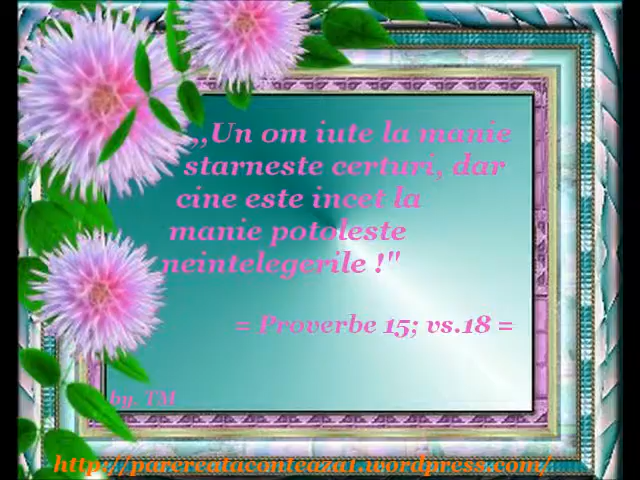 ,,Un om iute la manie
starneste certuri, dar
cine este incet la
manie potoleste
neintelegerile !"
= Proverbe 15; vs.18 =
by. TM
http://parereataconteaza1.wordpress.com/